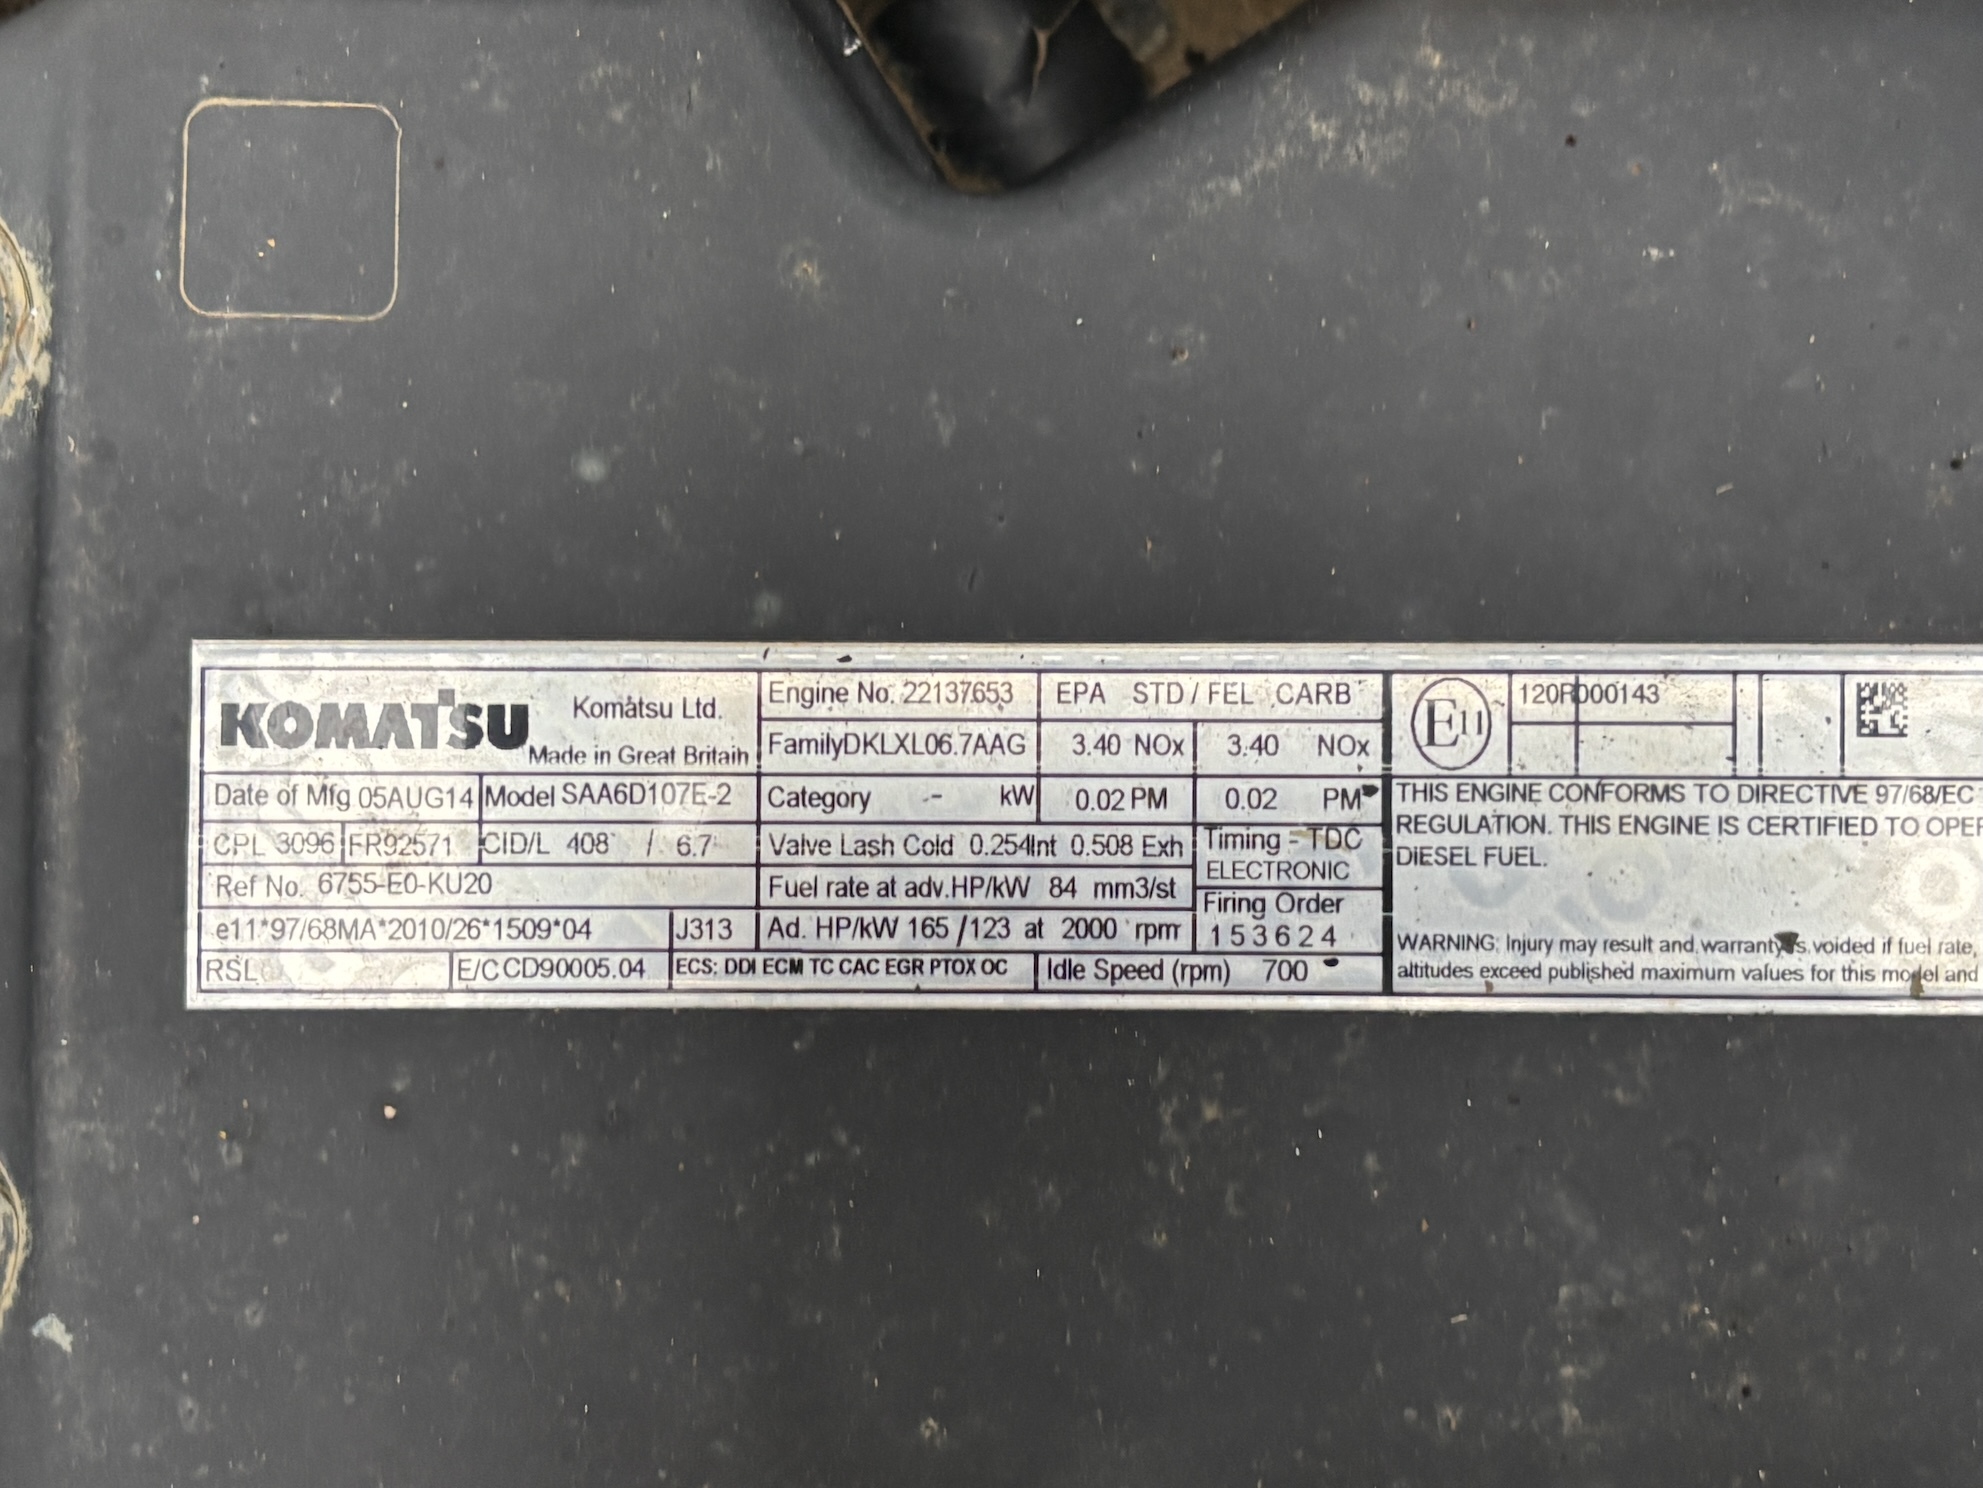 KOMATSU Komatsu Ltd.
Made in Great Britain
Date of Mfg 05AUG14 Model SAA6D107E-2
CPL 3096 FR92571 CID/L 408 / 6.7
Ref No. 6755-E0-KU20
e11*97/68MA*2010/26*1509*04 J313
RSL E/C CD90005.04 ECS: DDI ECM TC CAC EGR PTOX OC
Engine No. 22137653
Family DKLXL06.7AAG
Category - kW
Valve Lash Cold 0.254Int 0.508 Exh
Fuel rate at adv.HP/kW 84 mm3/st
Ad. HP/kW 165 /123 at 2000 rpm
EPA STD / FEL CARB
3.40 NOx 3.40 NOx
0.02 PM 0.02 PM
Timing - TDC
ELECTRONIC
Firing Order
1 5 3 6 2 4
Idle Speed (rpm) 700
E11 120R000143
THIS ENGINE CONFORMS TO DIRECTIVE 97/68/EC
REGULATION. THIS ENGINE IS CERTIFIED TO OPER
DIESEL FUEL.
WARNING: Injury may result and warranty is voided if fuel rate,
altitudes exceed published maximum values for this model and